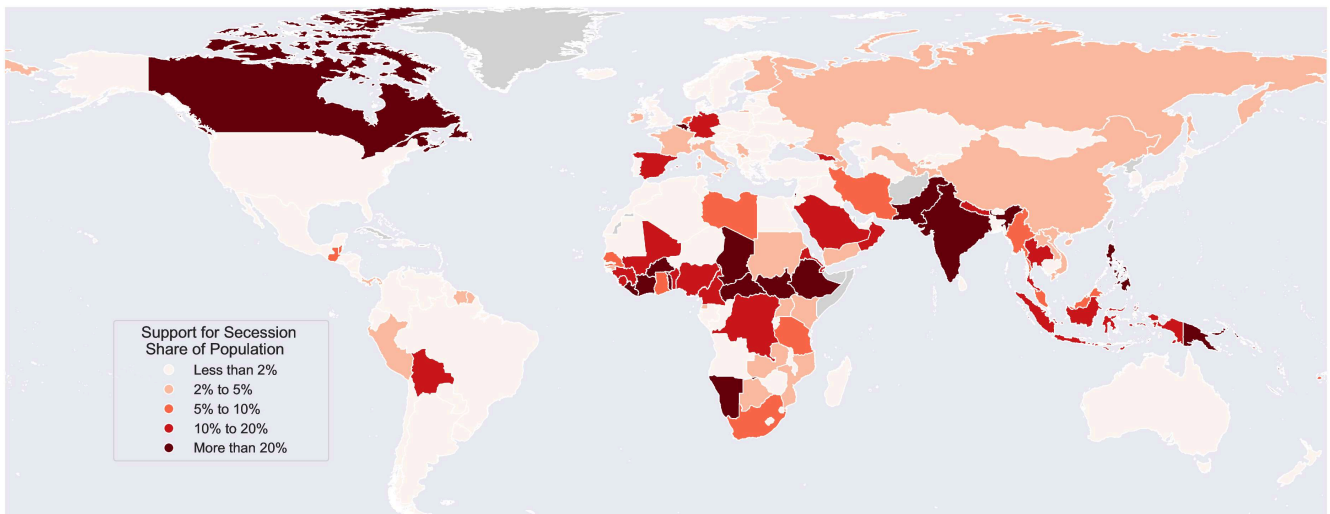 Support for Secession
Share of Population
Less than 2%
2% to 5%
5% to 10%
10% to 20%
More than 20%